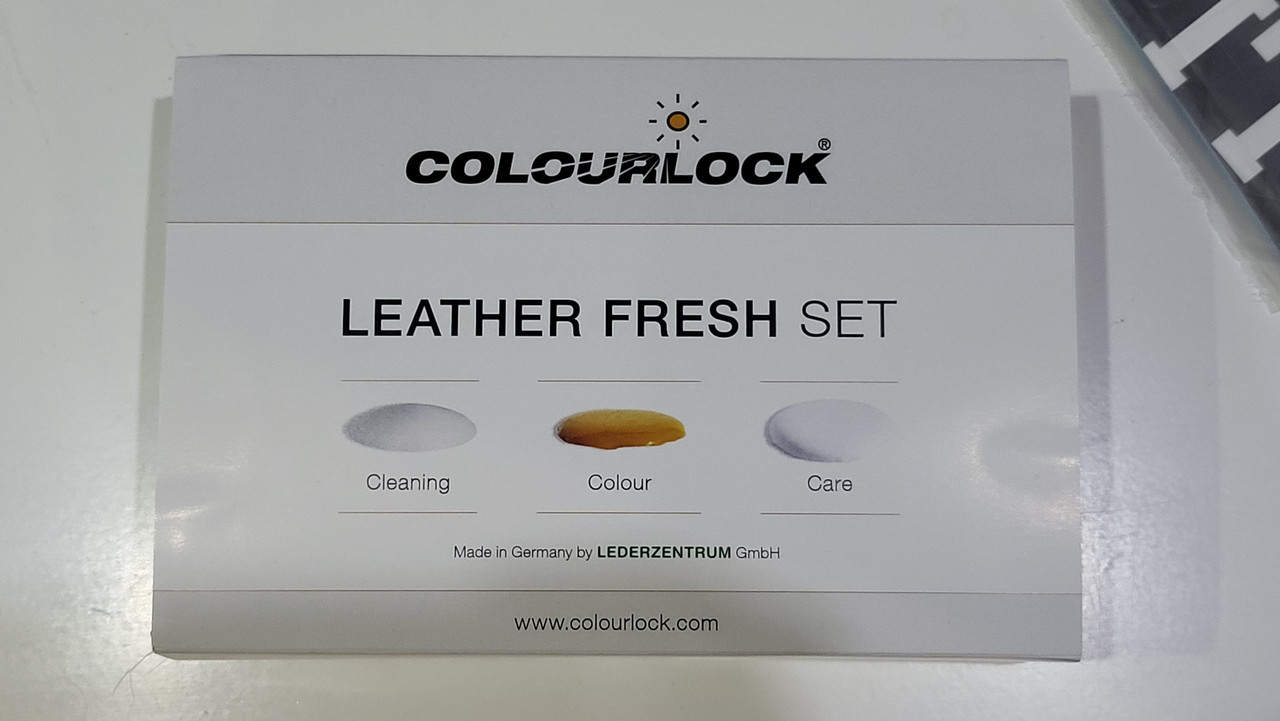 COLOURLOCK®
LEATHER FRESH SET
Cleaning Colour Care
Made in Germany by LEDERZENTRUM GmbH
www.colourlock.com